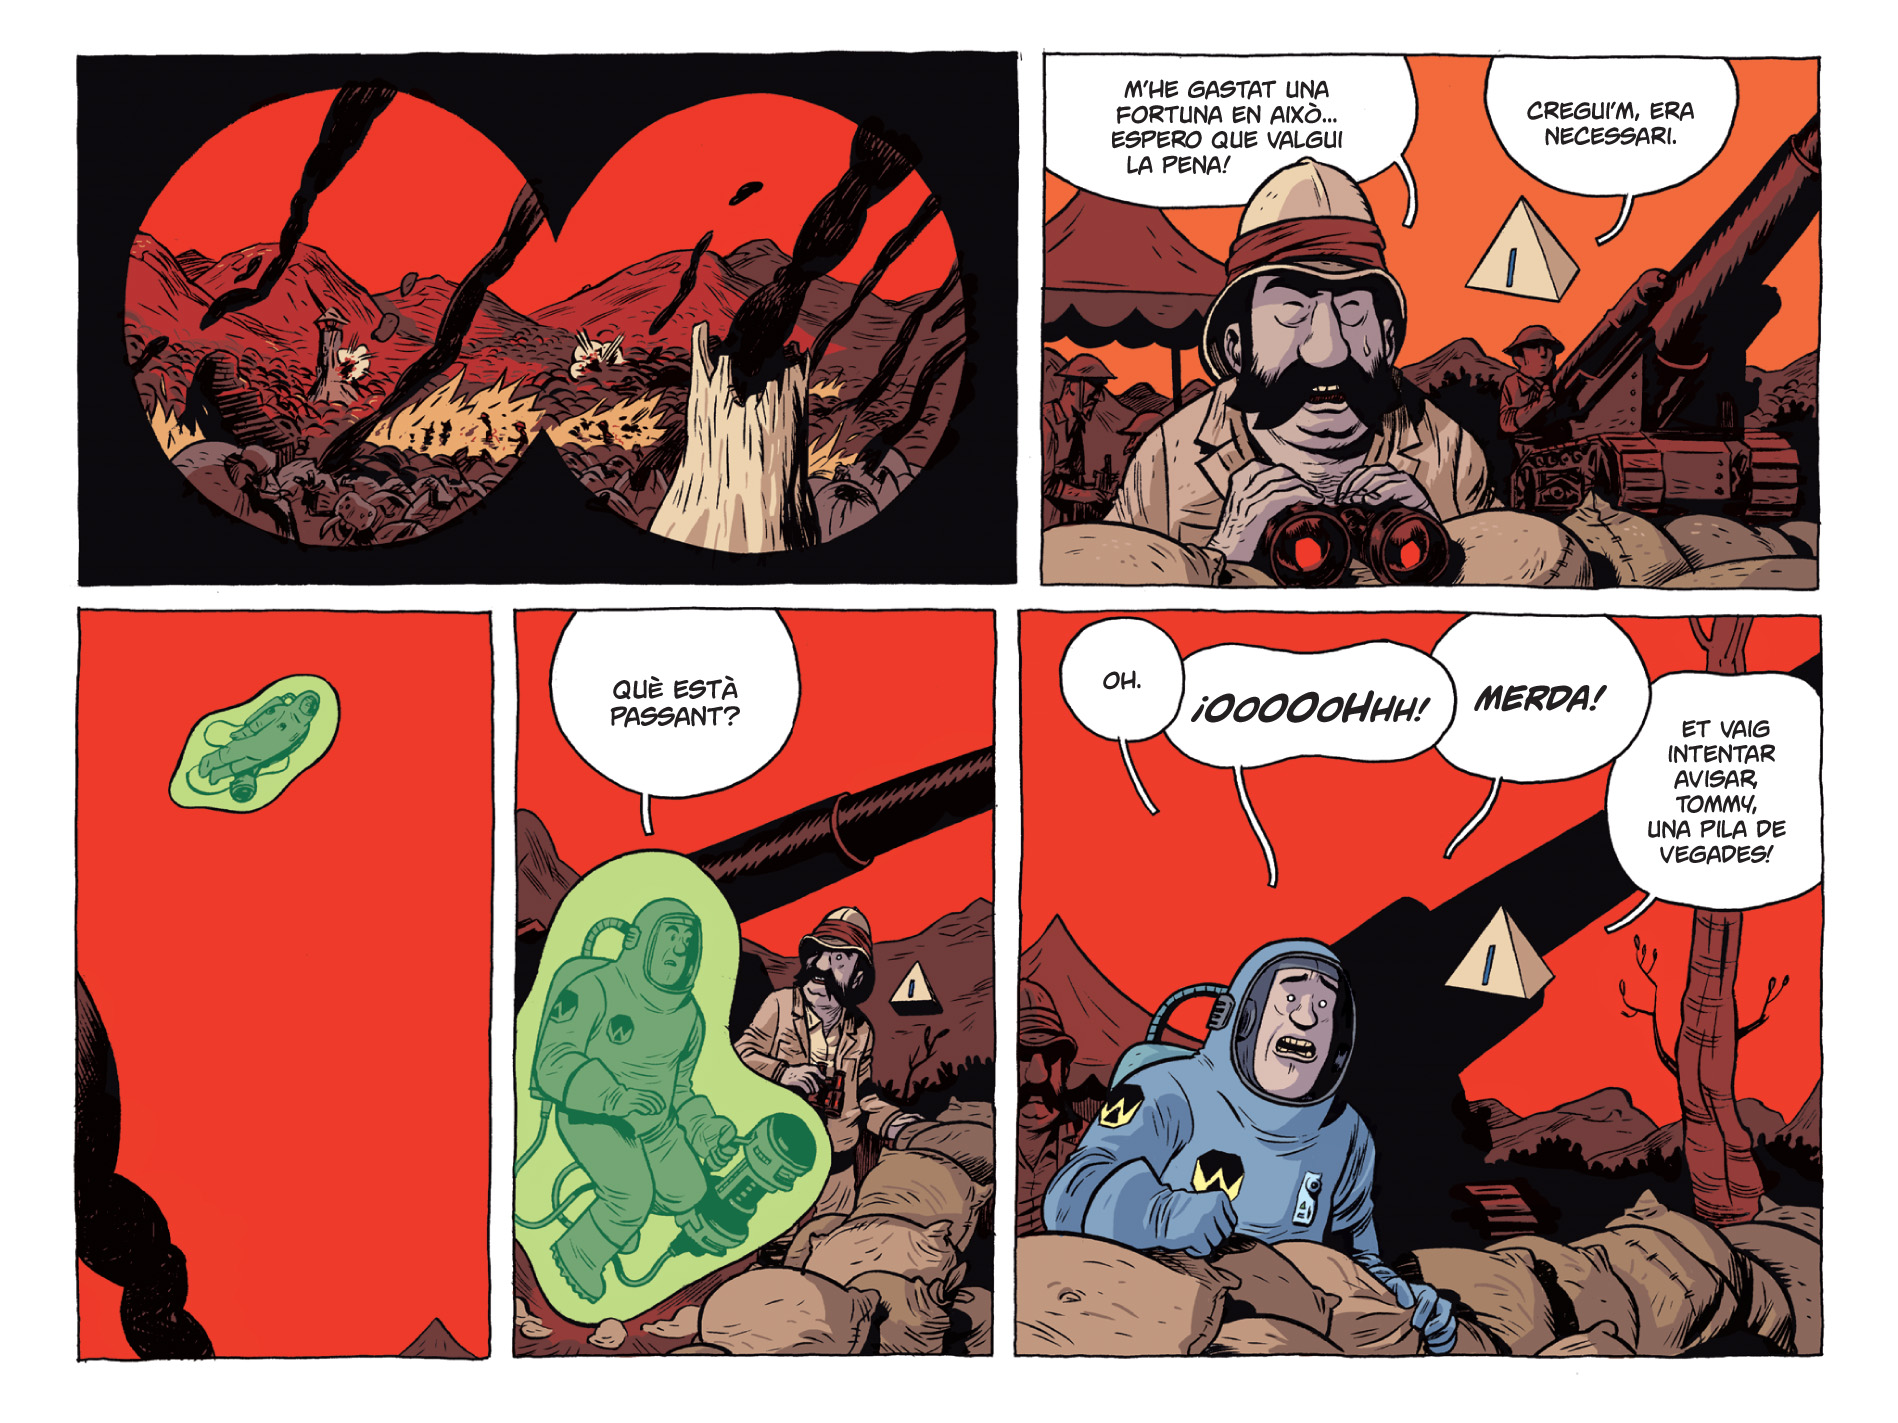 M'HE GASTAT UNA
FORTUNA EN AIXÒ...
ESPERO QUE VALGUI
LA PENA!
CREGUI'M, ERA
NECESSARI.
QUÈ ESTÀ
PASSANT?
OH.
¡OOOOOHHH!
MERDA!
ET VAIG
INTENTAR
AVISAR,
TOMMY,
UNA PILA DE
VEGADES!